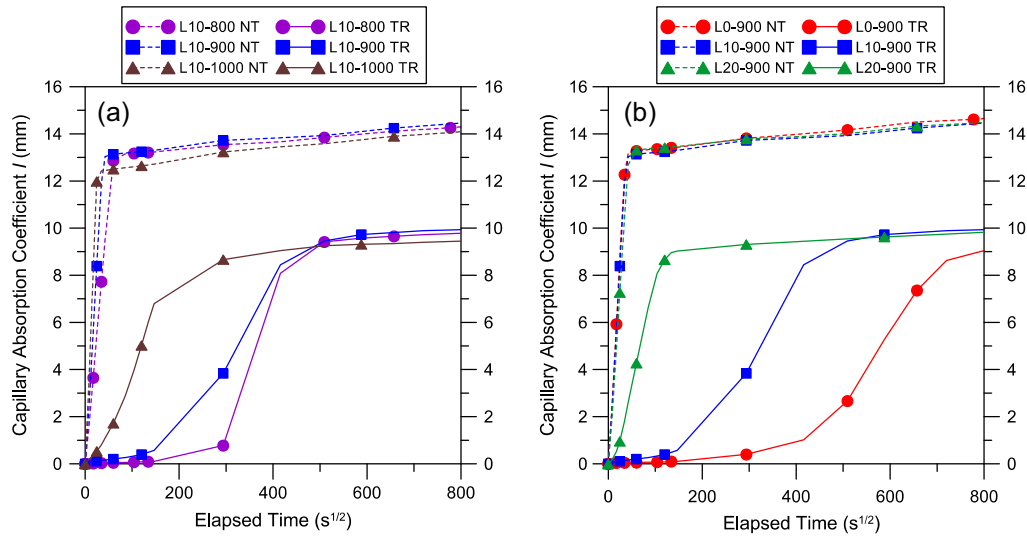 L10-800 NT L10-800 TR
L10-900 NT L10-900 TR
L10-1000 NT L10-1000 TR
(a)
Capillary Absorption Coefficient I (mm)
16 16
14 14
12 12
10 10
8 8
6 6
4 4
2 2
0 0
0 200 400 600 800
Elapsed Time (s1/2)
L0-900 NT L0-900 TR
L10-900 NT L10-900 TR
L20-900 NT L20-900 TR
(b)
Capillary Absorption Coefficient I (mm)
16 16
14 14
12 12
10 10
8 8
6 6
4 4
2 2
0 0
0 200 400 600 800
Elapsed Time (s1/2)